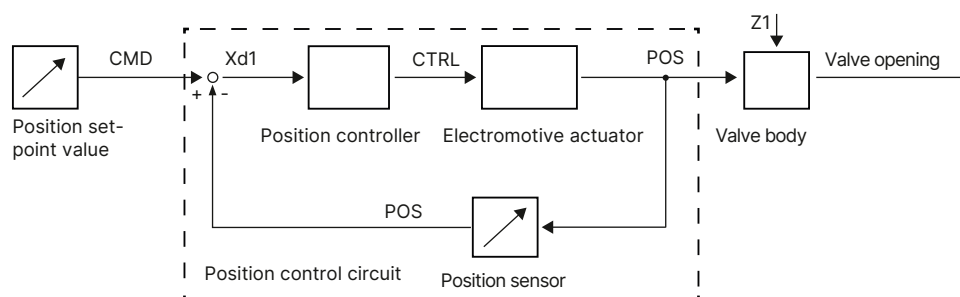 Z1
CMD
Xd1
CTRL
POS
Valve opening
+ -
Position set-
point value
Position controller
Electromotive actuator
Valve body
POS
Position control circuit
Position sensor